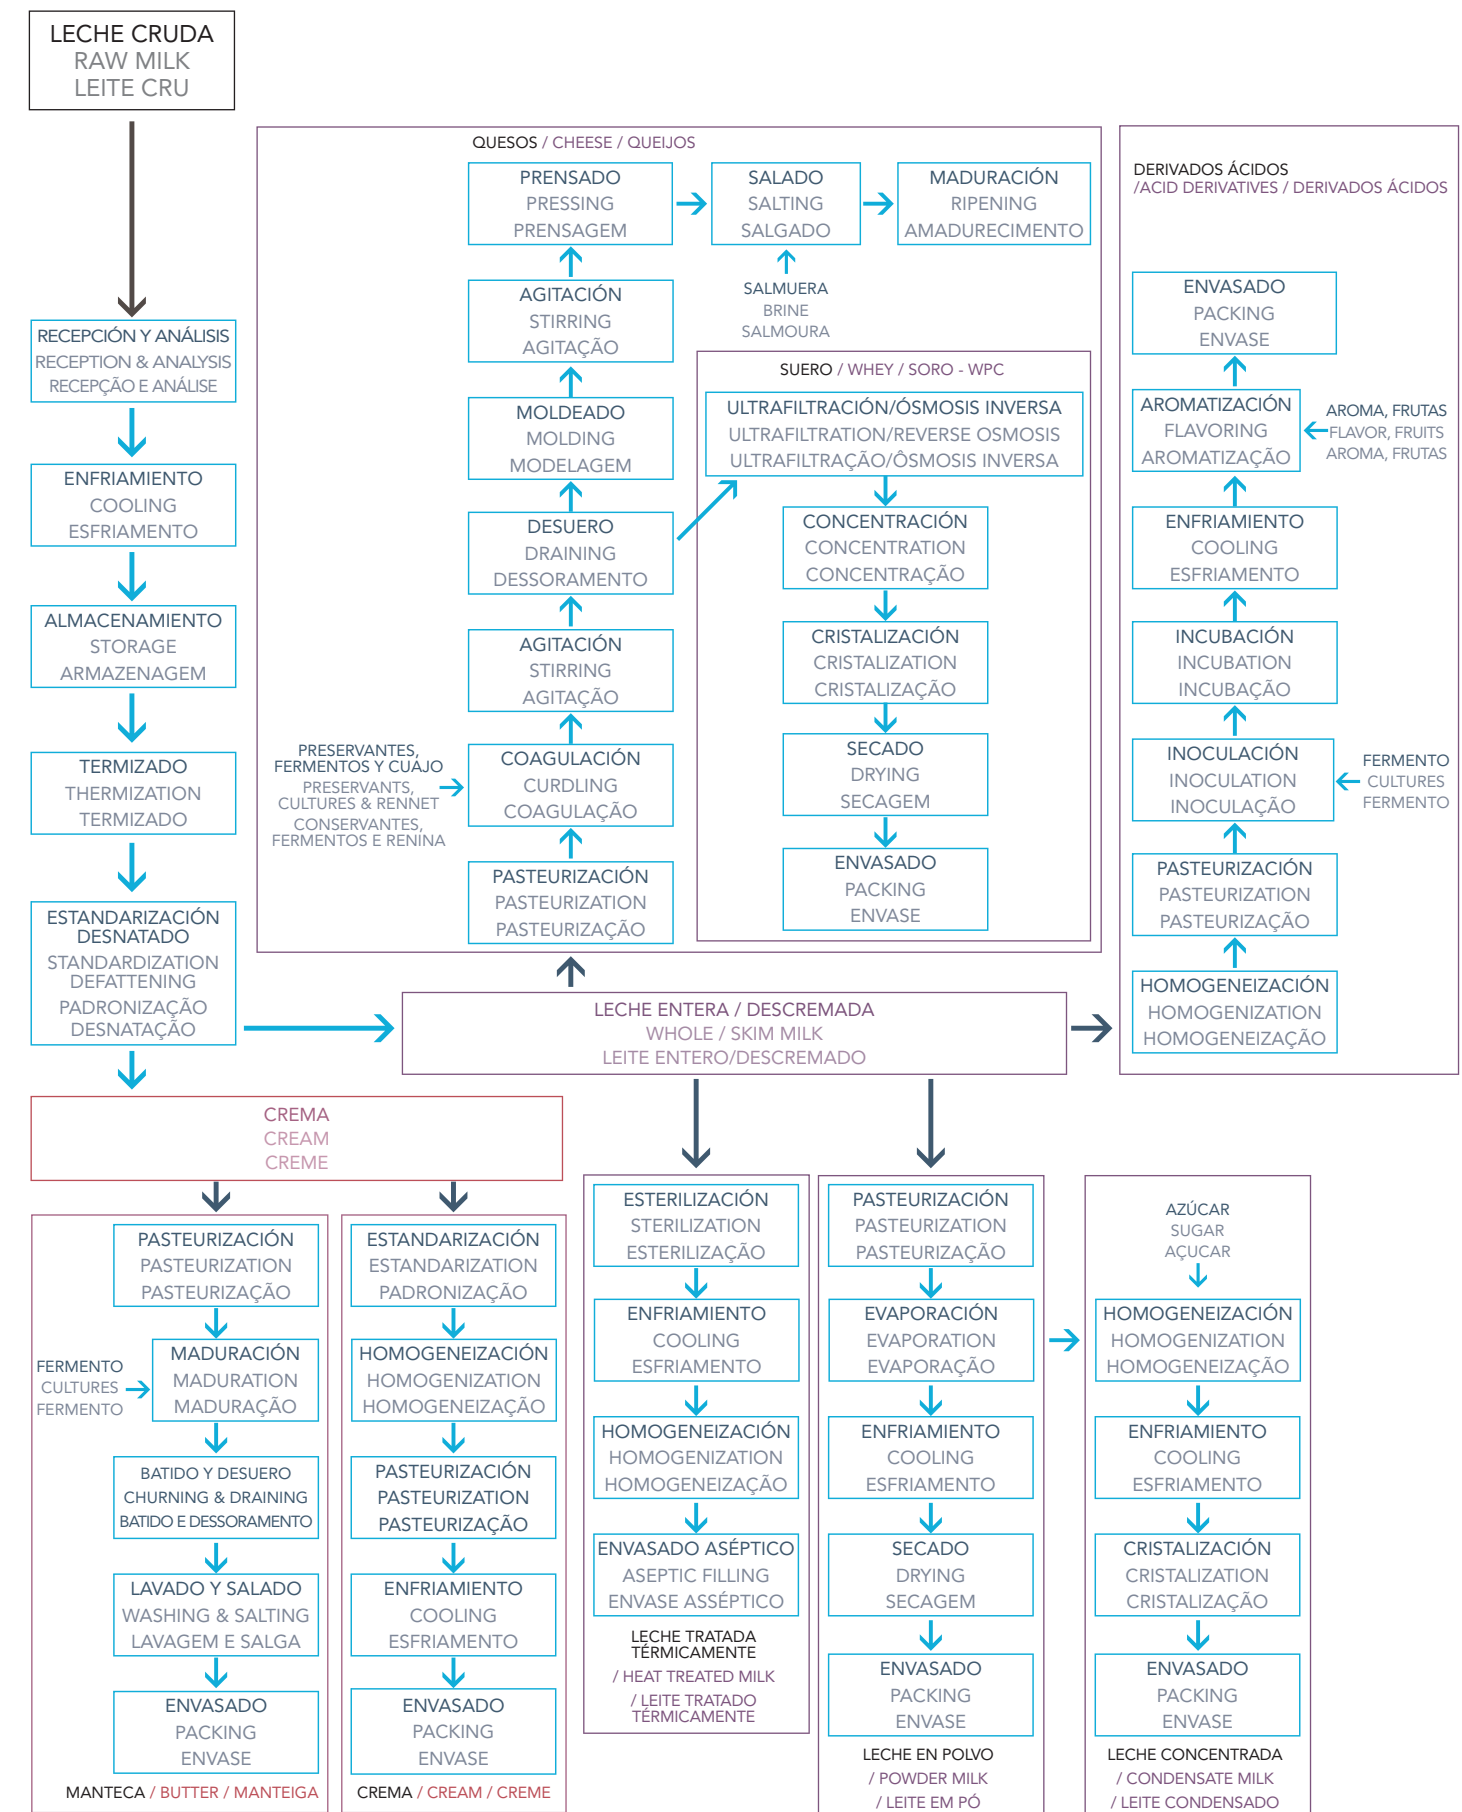 LECHE CRUDA
RAW MILK
LEITE CRU
RECEPCIÓN Y ANÁLISIS
RECEPTION & ANALYSIS
RECEPÇÃO E ANÁLISE
ENFRIAMIENTO
COOLING
ESFRIAMENTO
ALMACENAMIENTO
STORAGE
ARMAZENAGEM
TERMIZADO
THERMIZATION
TERMIZADO
ESTANDARIZACIÓN
DESNATADO
STANDARDIZATION
DEFATTENING
PADRONIZAÇÃO
DESNATAÇÃO
QUESOS / CHEESE / QUEIJOS
PRENSADO
PRESSING
PRENSAGEM
SALADO
SALTING
SALGADO
MADURACIÓN
RIPENING
AMADURECIMENTO
SALMUERA
BRINE
SALMOURA
AGITACIÓN
STIRRING
AGITAÇÃO
MOLDEADO
MOLDING
MODELAGEM
DESUERO
DRAINING
DESSORAMENTO
AGITACIÓN
STIRRING
AGITAÇÃO
PRESERVANTES,
FERMENTOS Y CUAJO
PRESERVANTS,
CULTURES & RENNET
CONSERVANTES,
FERMENTOS E RENINA
COAGULACIÓN
CURDLING
COAGULAÇÃO
PASTEURIZACIÓN
PASTEURIZATION
PASTEURIZAÇÃO
SUERO / WHEY / SORO - WPC
ULTRAFILTRACIÓN/ÓSMOSIS INVERSA
ULTRAFILTRATION/REVERSE OSMOSIS
ULTRAFILTRAÇÃO/ÔSMOSIS INVERSA
CONCENTRACIÓN
CONCENTRATION
CONCENTRAÇÃO
CRISTALIZACIÓN
CRISTALIZATION
CRISTALIZAÇÃO
SECADO
DRYING
SECAGEM
ENVASADO
PACKING
ENVASE
DERIVADOS ÁCIDOS
/ACID DERIVATIVES / DERIVADOS ÁCIDOS
ENVASADO
PACKING
ENVASE
AROMATIZACIÓN
FLAVORING
AROMATIZAÇÃO
AROMA, FRUTAS
FLAVOR, FRUITS
AROMA, FRUTAS
ENFRIAMIENTO
COOLING
ESFRIAMENTO
INCUBACIÓN
INCUBATION
INCUBAÇÃO
INOCULACIÓN
INOCULATION
INOCULAÇÃO
FERMENTO
CULTURES
FERMENTO
PASTEURIZACIÓN
PASTEURIZATION
PASTEURIZAÇÃO
HOMOGENEIZACIÓN
HOMOGENIZATION
HOMOGENEIZAÇÃO
LECHE ENTERA / DESCREMADA
WHOLE / SKIM MILK
LEITE ENTERO/DESCREMADO
CREMA
CREAM
CREME
PASTEURIZACIÓN
PASTEURIZATION
PASTEURIZAÇÃO
FERMENTO
CULTURES
FERMENTO
MADURACIÓN
MADURATION
MADURAÇÃO
BATIDO Y DESUERO
CHURNING & DRAINING
BATIDO E DESSORAMENTO
LAVADO Y SALADO
WASHING & SALTING
LAVAGEM E SALGA
ENVASADO
PACKING
ENVASE
MANTECA / BUTTER / MANTEIGA
ESTANDARIZACIÓN
ESTANDARIZATION
PADRONIZAÇÃO
HOMOGENEIZACIÓN
HOMOGENIZATION
HOMOGENEIZAÇÃO
PASTEURIZACIÓN
PASTEURIZATION
PASTEURIZAÇÃO
ENFRIAMIENTO
COOLING
ESFRIAMENTO
ENVASADO
PACKING
ENVASE
CREMA / CREAM / CREME
ESTERILIZACIÓN
STERILIZATION
ESTERILIZAÇÃO
ENFRIAMIENTO
COOLING
ESFRIAMENTO
HOMOGENEIZACIÓN
HOMOGENIZATION
HOMOGENEIZAÇÃO
ENVASADO ASÉPTICO
ASEPTIC FILLING
ENVASE ASSÉPTICO
LECHE TRATADA
TÉRMICAMENTE
/ HEAT TREATED MILK
/ LEITE TRATADO
TÉRMICAMENTE
PASTEURIZACIÓN
PASTEURIZATION
PASTEURIZAÇÃO
EVAPORACIÓN
EVAPORATION
EVAPORAÇÃO
ENFRIAMIENTO
COOLING
ESFRIAMENTO
SECADO
DRYING
SECAGEM
ENVASADO
PACKING
ENVASE
LECHE EN POLVO
/ POWDER MILK
/ LEITE EM PÓ
AZÚCAR
SUGAR
AÇUCAR
HOMOGENEIZACIÓN
HOMOGENIZATION
HOMOGENEIZAÇÃO
ENFRIAMIENTO
COOLING
ESFRIAMENTO
CRISTALIZACIÓN
CRISTALIZATION
CRISTALIZAÇÃO
ENVASADO
PACKING
ENVASE
LECHE CONCENTRADA
/ CONDENSATE MILK
/ LEITE CONDENSADO